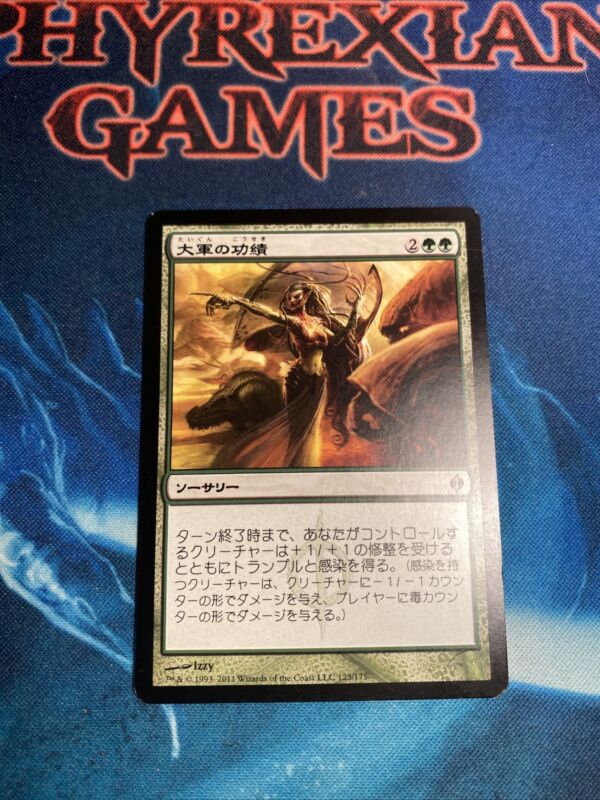 PHYREXIAN
GAMES
たいぐん こうせき
大軍の功績
2
ソーサリー
ターン終了時まで、あなたがコントロールす
るクリーチャーは+1/+1の修整を受ける
とともにトランプルと感染を得る。(感染を持
つクリーチャーは、クリーチャーに-1/-1カウン
ターの形でダメージを与え、プレイヤーに毒カウン
ターの形でダメージを与える。)
Izzy
™ & © 1993-2011 Wizards of the Coast LLC 123/175